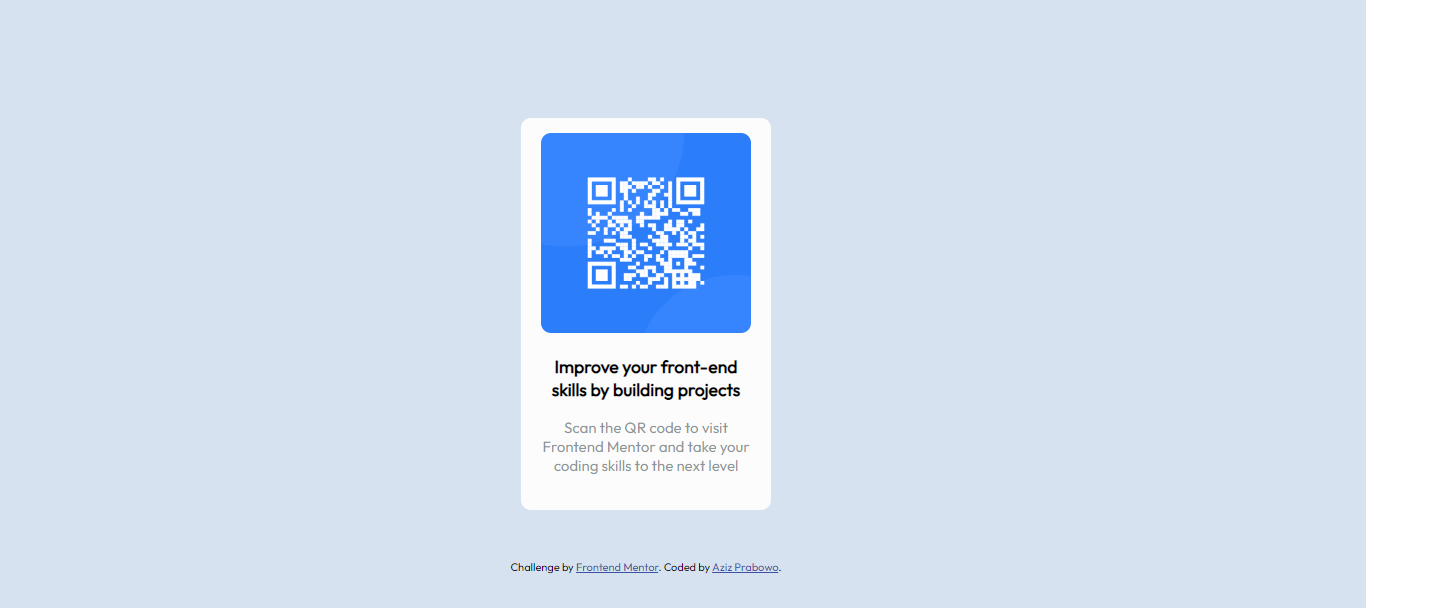 Improve your front-end
skills by building projects
Scan the QR code to visit
Frontend Mentor and take your
coding skills to the next level
Challenge by Frontend Mentor. Coded by Aziz Prabowo.